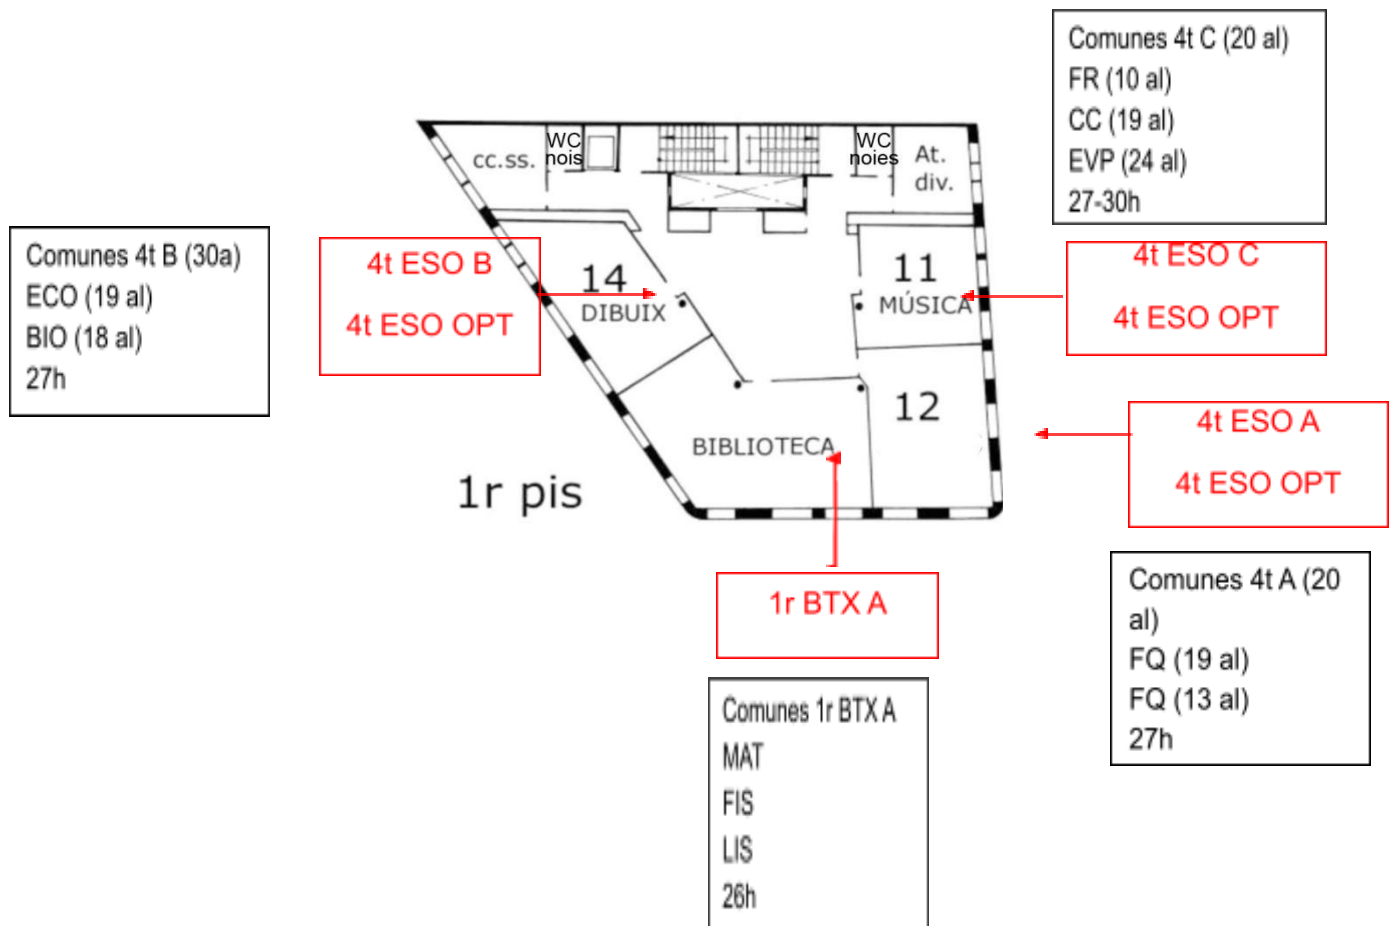 Comunes 4t C (20 al)
FR (10 al)
CC (19 al)
EVP (24 al)
27-30h
WC
nois
cc.ss.
WC
noies
At.
div.
Comunes 4t B (30a)
ECO (19 al)
BIO (18 al)
27h
4t ESO B
4t ESO OPT
14
DIBUIX
11
MÚSICA
4t ESO C
4t ESO OPT
12
BIBLIOTECA
4t ESO A
4t ESO OPT
1r pis
1r BTX A
Comunes 4t A (20
al)
FQ (19 al)
FQ (13 al)
27h
Comunes 1r BTX A
MAT
FIS
LIS
26h